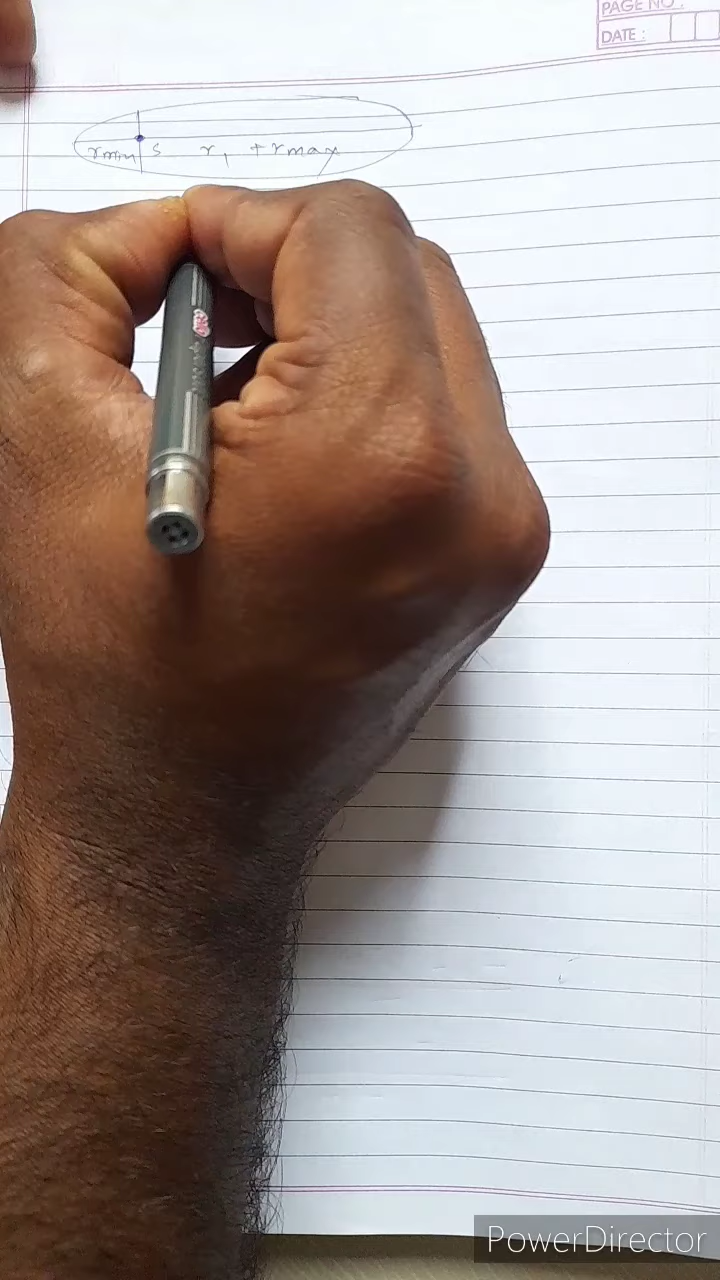 PAGE NO :
DATE :
rmin S r1 + rmax
PowerDirector